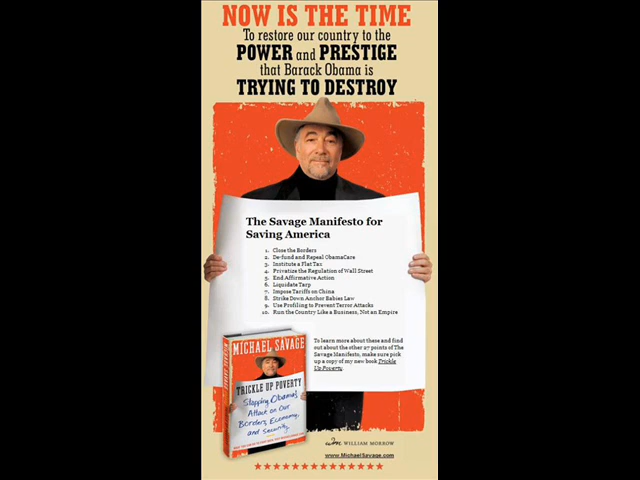 NOW IS THE TIME
To restore our country to the
POWER and PRESTIGE
that Barack Obama is
TRYING TO DESTROY
The Savage Manifesto for
Saving America
1. Close the Borders
2. De-fund and Repeal ObamaCare
3. Institute a Flat Tax
4. Privatize the Regulation of Wall Street
5. End Affirmative Action
6. Liquidate Tarp
7. Impose Tariffs on China
8. Strike Down Anchor Babies Law
9. Use Profiling to Prevent Terror Attacks
10. Run the Country Like a Business, Not an Empire
To learn more about these and find
out about the other 27 points of The
Savage Manifesto, make sure pick
up a copy of my new book Trickle
Up Poverty.
MICHAEL SAVAGE
MICHAEL SAVAGE
TRICKLE UP POVERTY
Stopping Obama's
Attack on Our
Borders, Economy,
and Security
wm WILLIAM MORROW
www.MichaelSavage.com